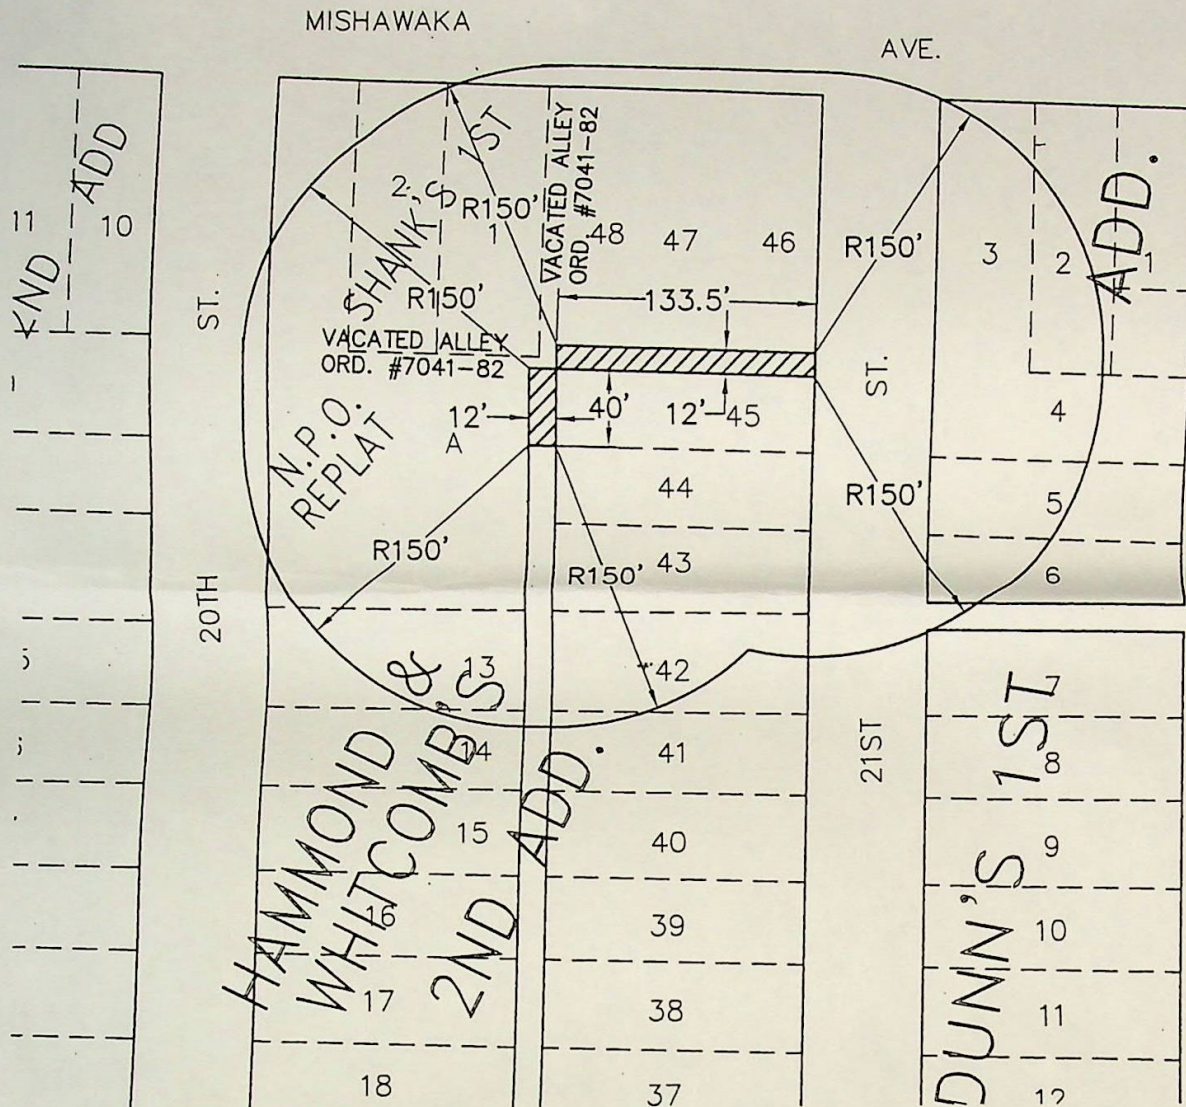 MISHAWAKA
AVE.
ADD
11
10
KND
ST.
20TH
2
SHANK'S 1ST
1
VACATED ALLEY
ORD. #7041-82
48
47
46
R150'
R150'
R150'
133.5'
VACATED ALLEY
ORD. #7041-82
12'
40'
12'
45
A
N.P.O.
REPLAT
44
43
R150'
R150'
R150'
ST.
21ST
3
2
1
ADD.
4
5
6
13
42
HAMMOND &
WHITCOMB'S
2ND ADD.
14
41
15
40
16
39
17
38
18
37
DUNN'S 1ST
7
8
9
10
11
12